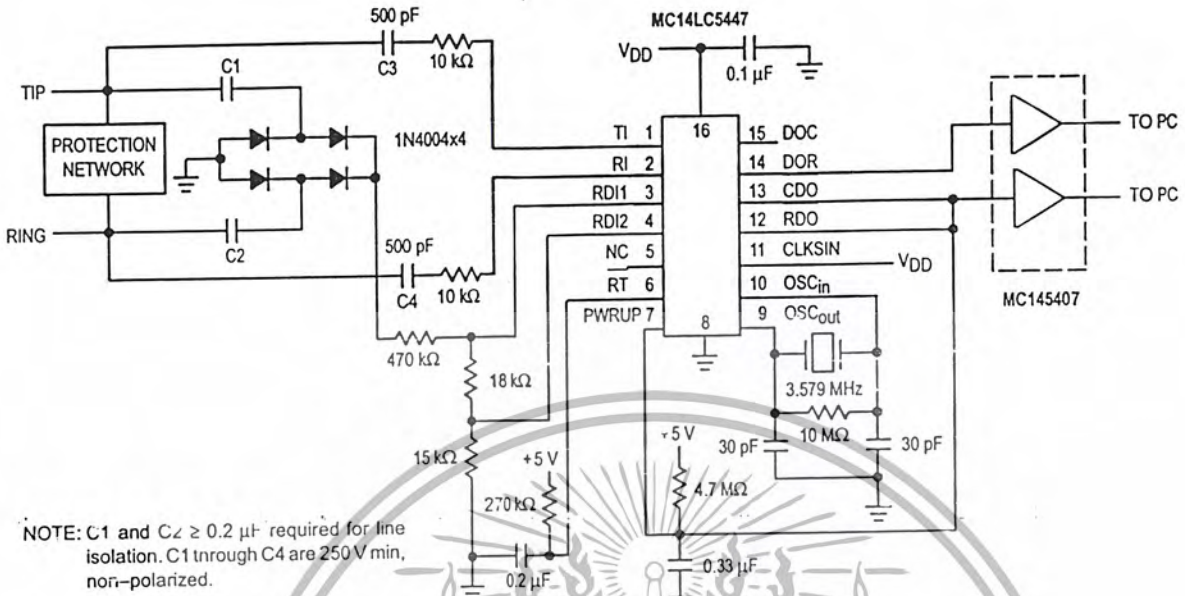 500 pF
C3
10 kΩ
MC14LC5447
VDD
0.1 µF
C1
TIP
PROTECTION
NETWORK
1N4004x4
RING
C2
500 pF
C4
10 kΩ
TI 1
RI 2
RDI1 3
RDI2 4
NC 5
RT 6
PWRUP 7
16
8
15 DOC
14 DOR
13 CDO
12 RDO
11 CLKSIN
10 OSCin
9 OSCout
VDD
TO PC
TO PC
MC145407
470 kΩ
18 kΩ
15 kΩ
+5 V
270 kΩ
0.2 µF
3.579 MHz
10 MΩ
30 pF
30 pF
+5 V
4.7 MΩ
0.33 µF
NOTE: C1 and C2 ≥ 0.2 µF required for line
isolation. C1 through C4 are 250 V min,
non–polarized.